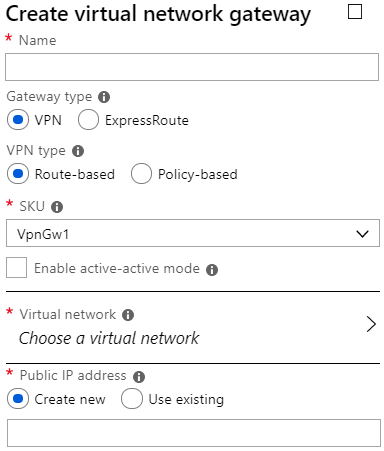 Create virtual network gateway
* Name
Gateway type
VPN ExpressRoute
VPN type
Route-based Policy-based
* SKU
VpnGw1
Enable active-active mode
* Virtual network
Choose a virtual network
* Public IP address
Create new Use existing